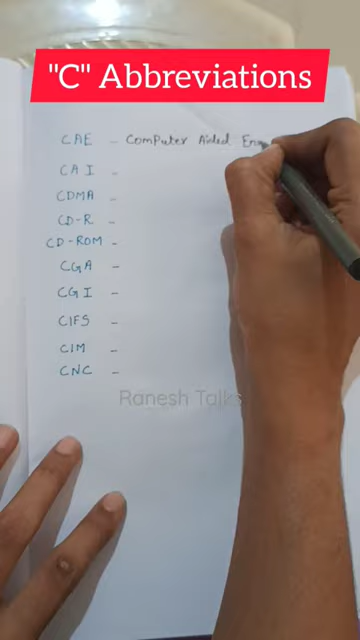 "C" Abbreviations
CAE - Computer Aided
CAI -
CDMA -
CD-R -
CD-ROM -
CGA -
CGI -
CIFS -
CIM -
CNC -
Ranesh Talks